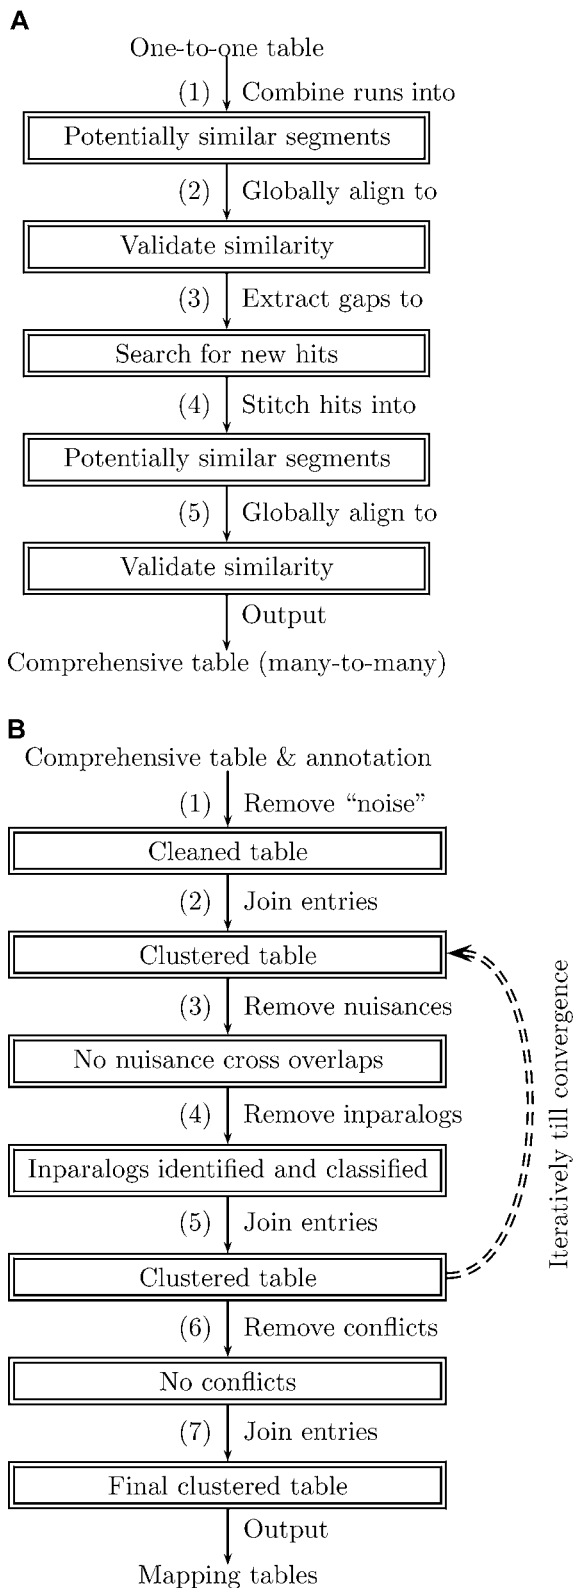 A
One-to-one table
(1) Combine runs into
Potentially similar segments
(2) Globally align to
Validate similarity
(3) Extract gaps to
Search for new hits
(4) Stitch hits into
Potentially similar segments
(5) Globally align to
Validate similarity
Output
Comprehensive table (many-to-many)
B
Comprehensive table & annotation
(1) Remove “noise”
Cleaned table
(2) Join entries
Clustered table
(3) Remove nuisances
No nuisance cross overlaps
(4) Remove inparalogs
Inparalogs identified and classified
(5) Join entries
Clustered table
Iteratively till convergence
(6) Remove conflicts
No conflicts
(7) Join entries
Final clustered table
Output
Mapping tables